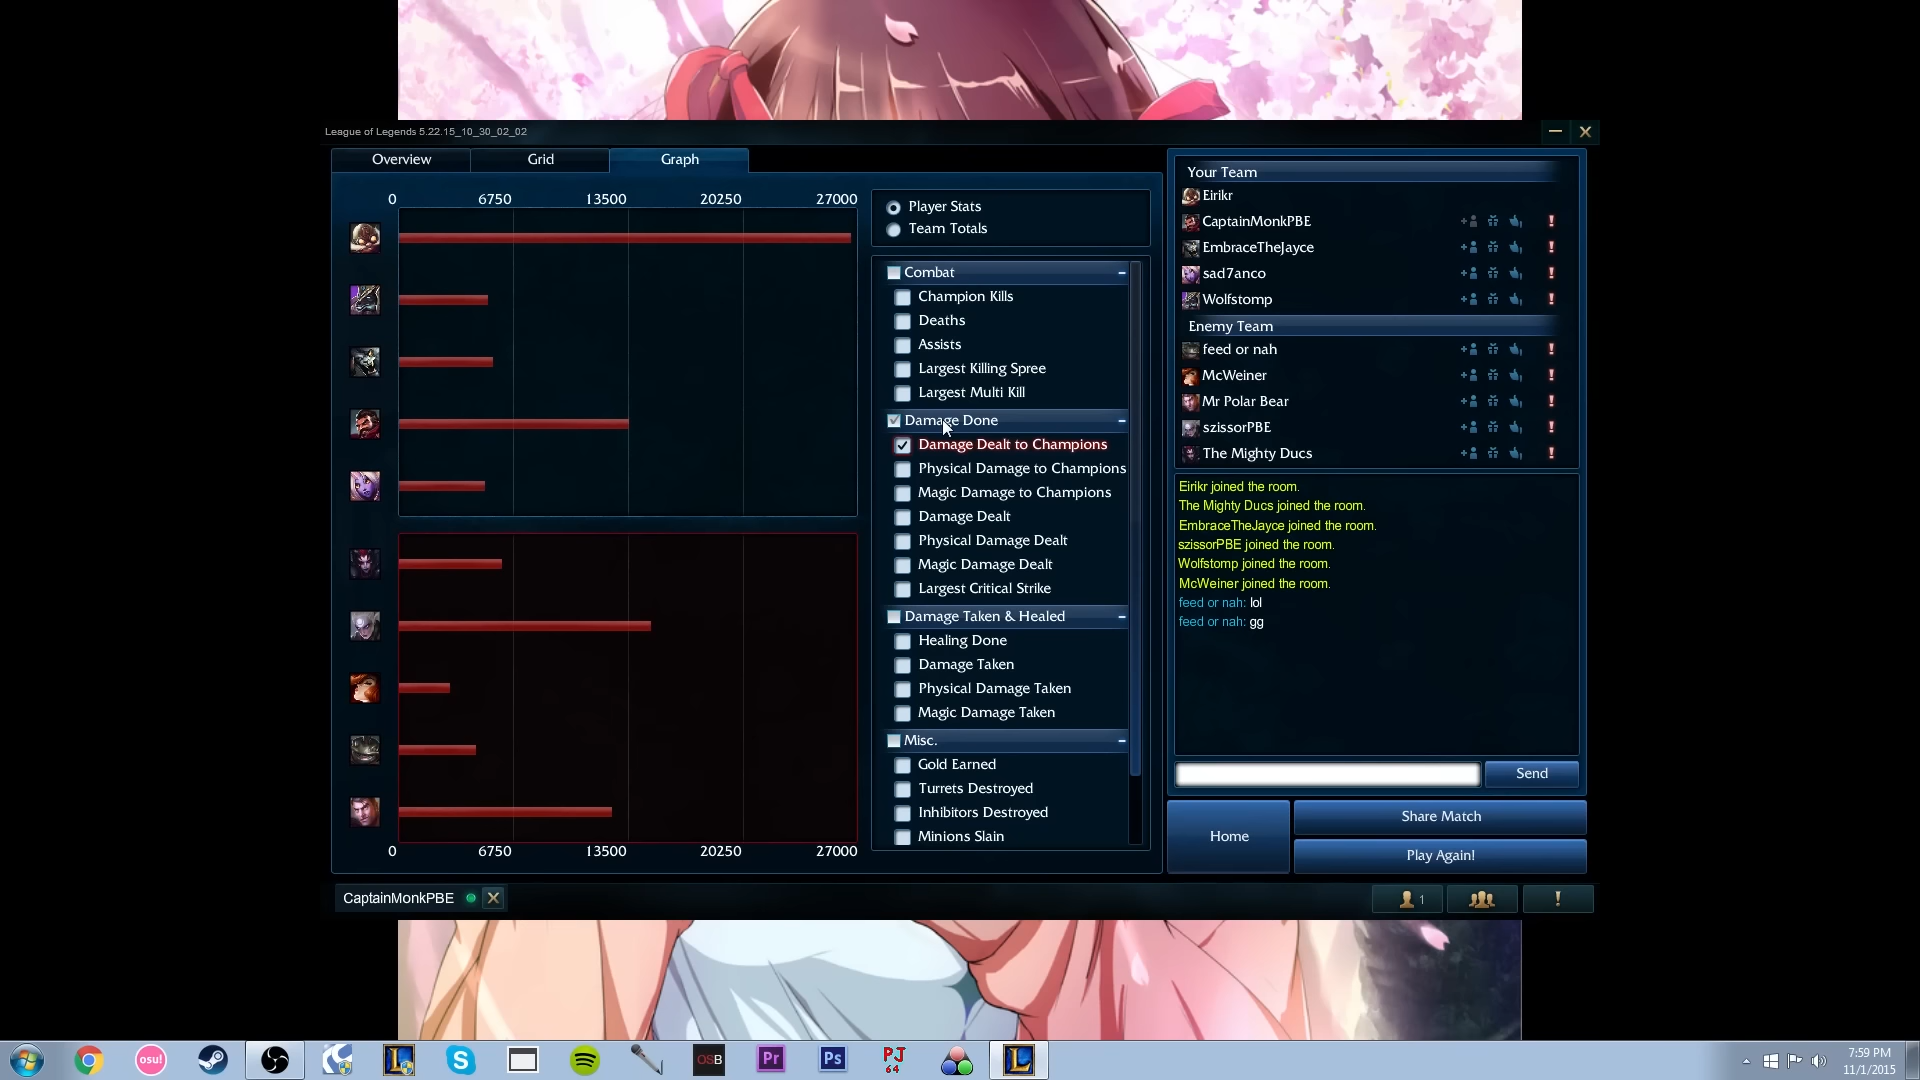 League of Legends 5.22.15_10_30_02_02
Overview
Grid
Graph
0 6750 13500 20250 27000
0 6750 13500 20250 27000
Player Stats
Team Totals
Combat
Champion Kills
Deaths
Assists
Largest Killing Spree
Largest Multi Kill
Damage Done
Damage Dealt to Champions
Physical Damage to Champions
Magic Damage to Champions
Damage Dealt
Physical Damage Dealt
Magic Damage Dealt
Largest Critical Strike
Damage Taken & Healed
Healing Done
Damage Taken
Physical Damage Taken
Magic Damage Taken
Misc.
Gold Earned
Turrets Destroyed
Inhibitors Destroyed
Minions Slain
Your Team
Eirikr
CaptainMonkPBE
EmbraceTheJayce
sad7anco
Wolfstomp
Enemy Team
feed or nah
McWeiner
Mr Polar Bear
szissorPBE
The Mighty Ducs
Eirikr joined the room.
The Mighty Ducs joined the room.
EmbraceTheJayce joined the room.
szissorPBE joined the room.
Wolfstomp joined the room.
McWeiner joined the room.
feed or nah: lol
feed or nah: gg
Send
Home
Share Match
Play Again!
CaptainMonkPBE
1
osu!
OSB
Pr
Ps
PJ
64
7:59 PM
11/1/2015